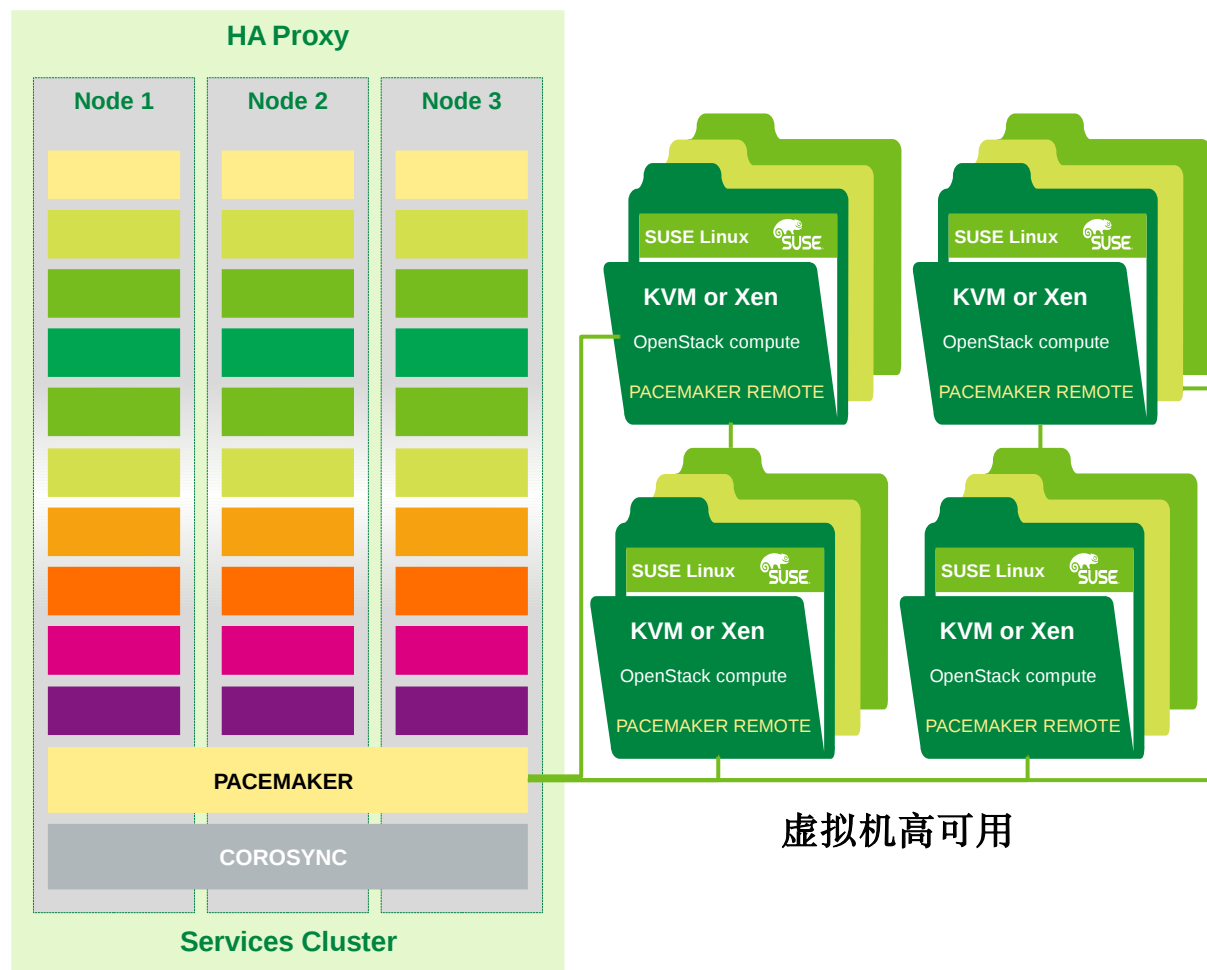 HA Proxy
Node 1
Node 2
Node 3
PACEMAKER
COROSYNC
Services Cluster
SUSE Linux SUSE
KVM or Xen
OpenStack compute
PACEMAKER REMOTE
SUSE Linux SUSE
KVM or Xen
OpenStack compute
PACEMAKER REMOTE
SUSE Linux SUSE
KVM or Xen
OpenStack compute
PACEMAKER REMOTE
SUSE Linux SUSE
KVM or Xen
OpenStack compute
PACEMAKER REMOTE
虚拟机高可用